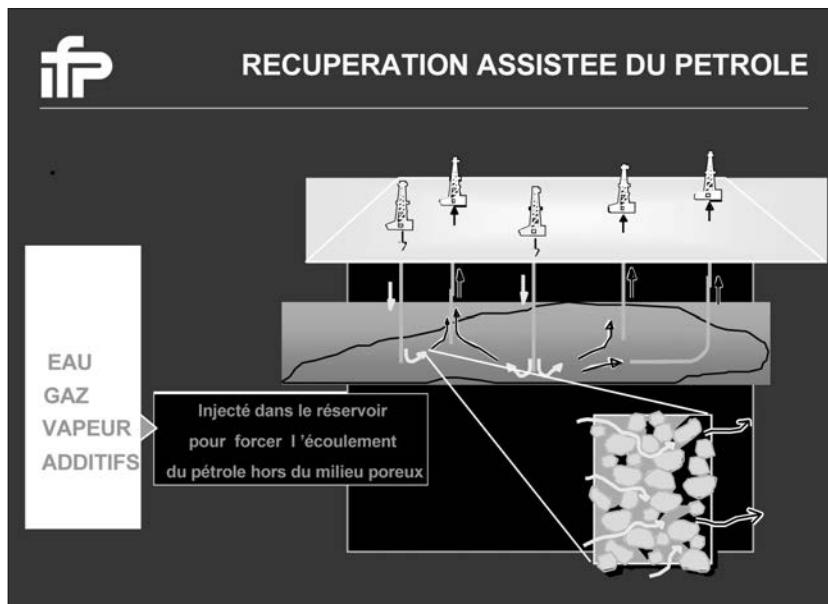 ifp
RECUPERATION ASSISTEE DU PETROLE
EAU
GAZ
VAPEUR
ADDITIFS
Injecté dans le réservoir
pour forcer l 'écoulement
du pétrole hors du milieu poreux